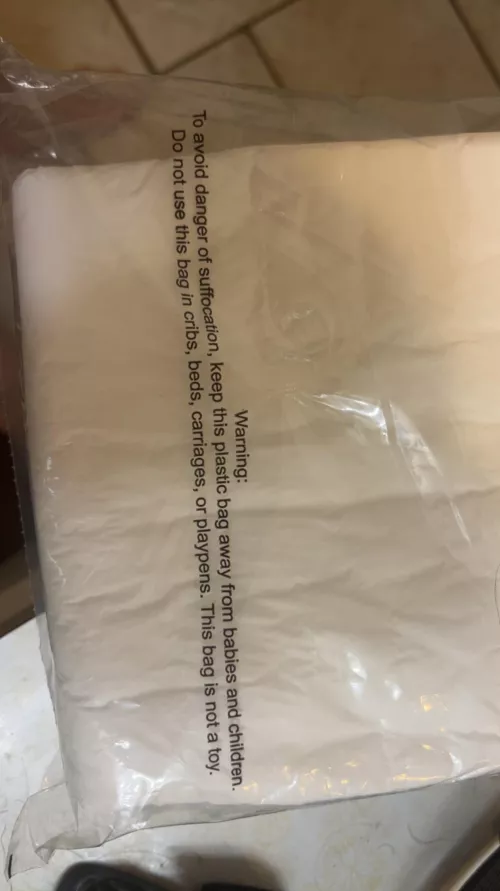 Warning:
To avoid danger of suffocation, keep this plastic bag away from babies and children.
Do not use this bag in cribs, beds, carriages, or playpens. This bag is not a toy.